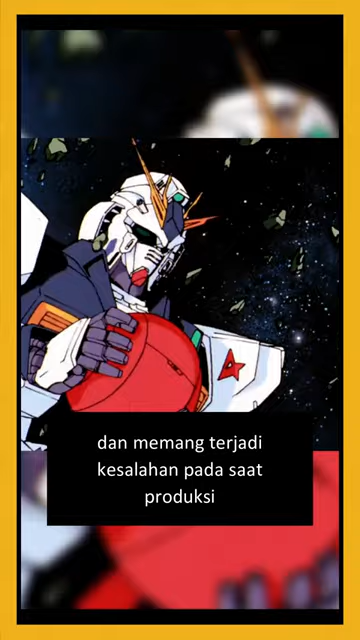 dan memang terjadi
kesalahan pada saat
produksi